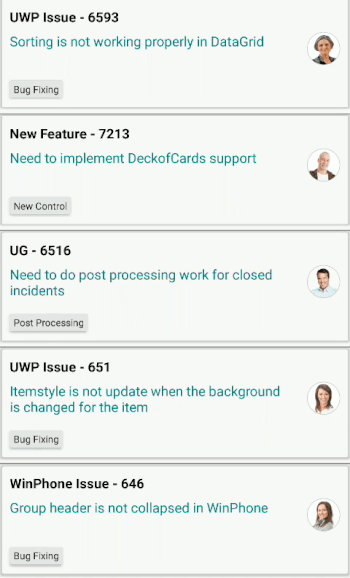 UWP Issue - 6593
Sorting is not working properly in DataGrid
Bug Fixing
New Feature - 7213
Need to implement DeckofCards support
New Control
UG - 6516
Need to do post processing work for closed
incidents
Post Processing
UWP Issue - 651
Itemstyle is not update when the background
is changed for the item
Bug Fixing
WinPhone Issue - 646
Group header is not collapsed in WinPhone
Bug Fixing